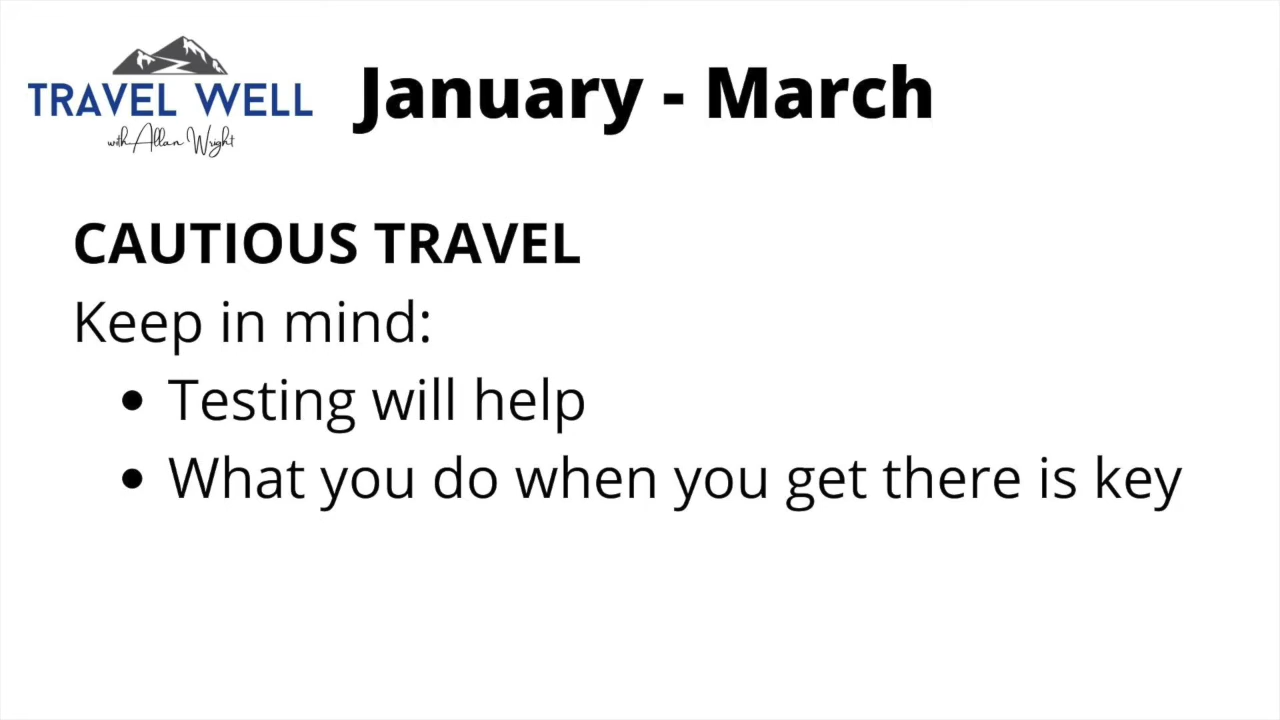 TRAVEL WELL
with Allan Wright
January - March
CAUTIOUS TRAVEL
Keep in mind:
• Testing will help
• What you do when you get there is key